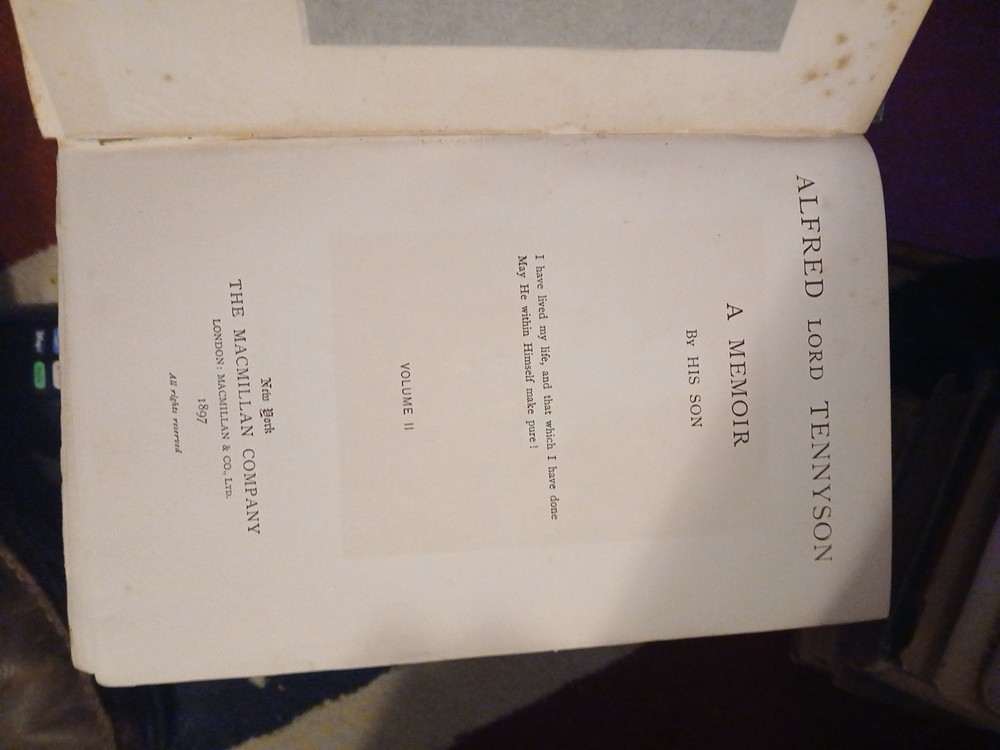 ALFRED LORD TENNYSON
A MEMOIR
By HIS SON
I have lived my life, and that which I have done
May He within Himself make pure!
VOLUME II
New York
THE MACMILLAN COMPANY
LONDON: MACMILLAN & CO., LTD.
1897
All rights reserved